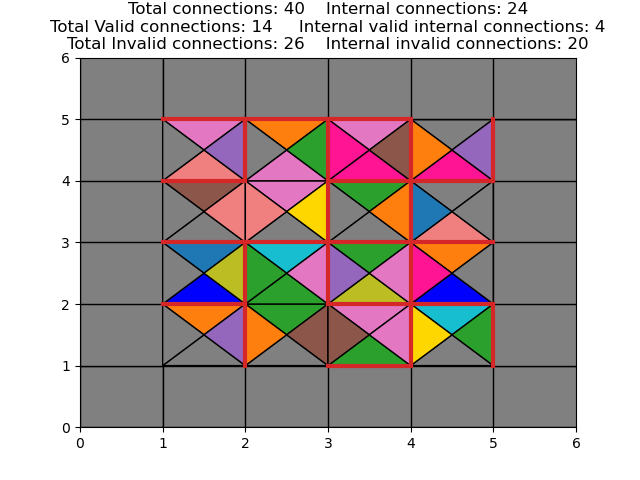 Total connections: 40    Internal connections: 24
Total Valid connections: 14     Internal valid internal connections: 4
Total Invalid connections: 26    Internal invalid connections: 20
6
5
4
3
2
1
0
0 1 2 3 4 5 6